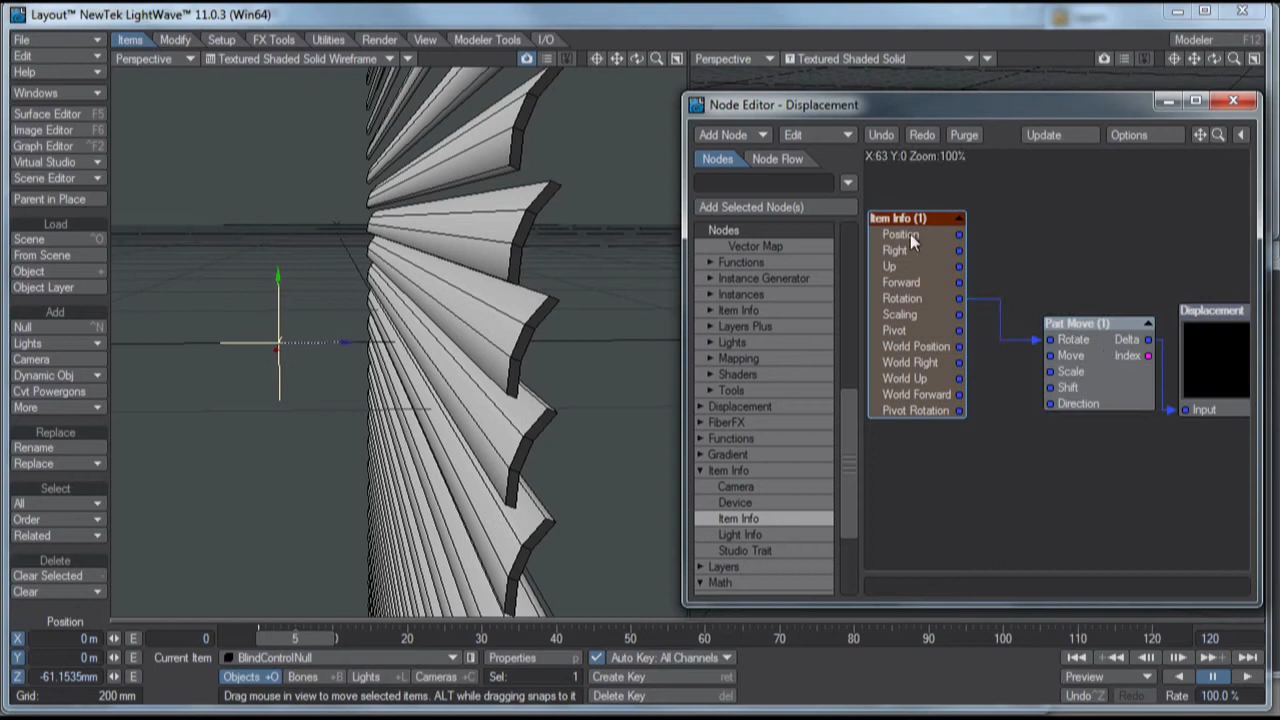 Layout™ NewTek LightWave™ 11.0.3 (Win64)
File
Edit
Help
Windows
Surface Editor F5
Image Editor F6
Graph Editor ^F2
Virtual Studio
Scene Editor
Parent in Place
Load
Scene ^O
From Scene
Object +
Object Layer
Add
Null ^N
Lights
Camera
Dynamic Obj
Cvt Powergons
More
Replace
Rename
Replace
Select
All
Order
Related
Delete
Clear Selected -
Clear
Items Modify Setup FX Tools Utilities Render View Modeler Tools I/O
Modeler F12
Perspective Textured Shaded Solid Wireframe
Perspective Textured Shaded Solid
Node Editor - Displacement
Add Node Edit Undo Redo Purge Update Options
Nodes Node Flow
X:63 Y:0 Zoom:100%
Add Selected Node(s)
Nodes
Vector Map
Functions
Instance Generator
Instances
Item Info
Layers Plus
Lights
Mapping
Shaders
Tools
Displacement
FiberFX
Functions
Gradient
Item Info
Camera
Device
Item Info
Light Info
Studio Trait
Layers
Math
Item Info (1)
Position
Right
Up
Forward
Rotation
Scaling
Pivot
World Position
World Right
World Up
World Forward
Pivot Rotation
Part Move (1)
Rotate Delta
Move Index
Scale
Shift
Direction
Displacement
Input
Position
X 0 m E
Y 0 m E
Z -61.1535mm E
Grid: 200 mm
0 5 10 20 30 40 50 60 70 80 90 100 110 120 120
Current Item BlindControlNull Properties p Auto Key: All Channels
Objects +O Bones +B Lights +L Cameras +C Sel: 1 Create Key ret
Drag mouse in view to move selected items. ALT while dragging snaps to it Delete Key del
Preview
Undo ^Z Redo Rate 100.0 %